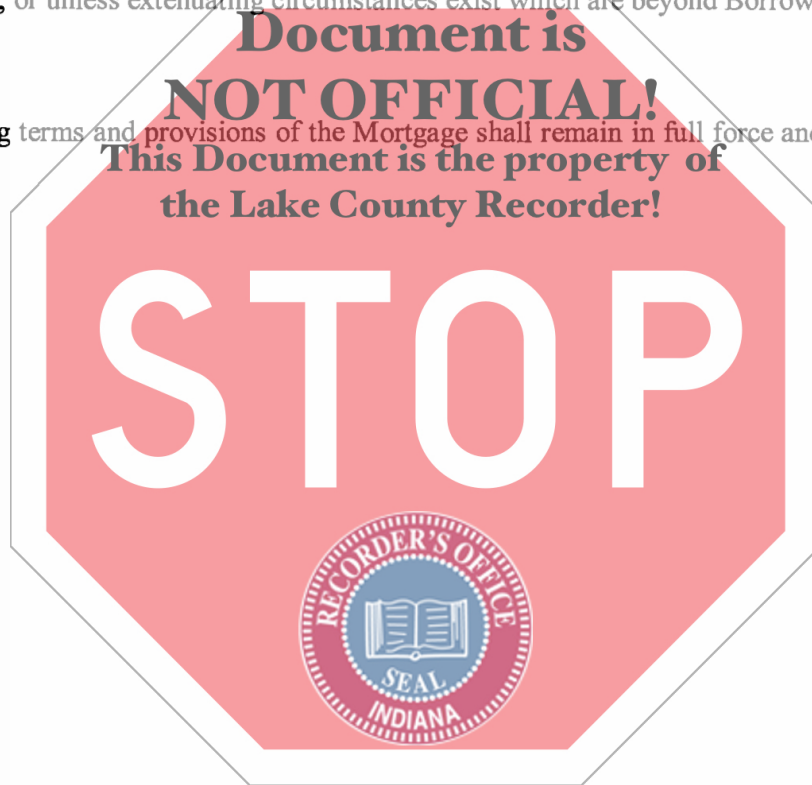 , or unless extenuating circumstances exist which are beyond Borrow
Document is
NOT OFFICIAL!
g terms and provisions of the Mortgage shall remain in full force and
This Document is the property of
the Lake County Recorder!
STOP
RECORDER'S OFFICE
SEAL
INDIANA